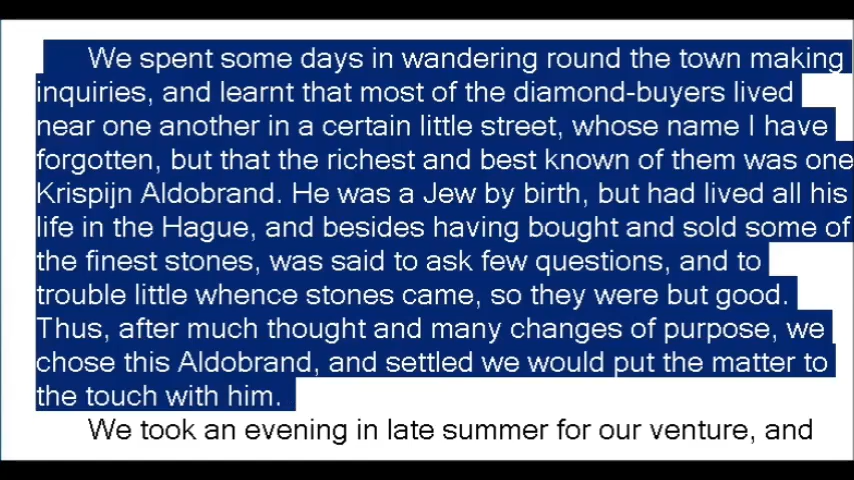 We spent some days in wandering round the town making
inquiries, and learnt that most of the diamond-buyers lived
near one another in a certain little street, whose name I have
forgotten, but that the richest and best known of them was one
Krispijn Aldobrand. He was a Jew by birth, but had lived all his
life in the Hague, and besides having bought and sold some of
the finest stones, was said to ask few questions, and to
trouble little whence stones came, so they were but good.
Thus, after much thought and many changes of purpose, we
chose this Aldobrand, and settled we would put the matter to
the touch with him.
We took an evening in late summer for our venture, and